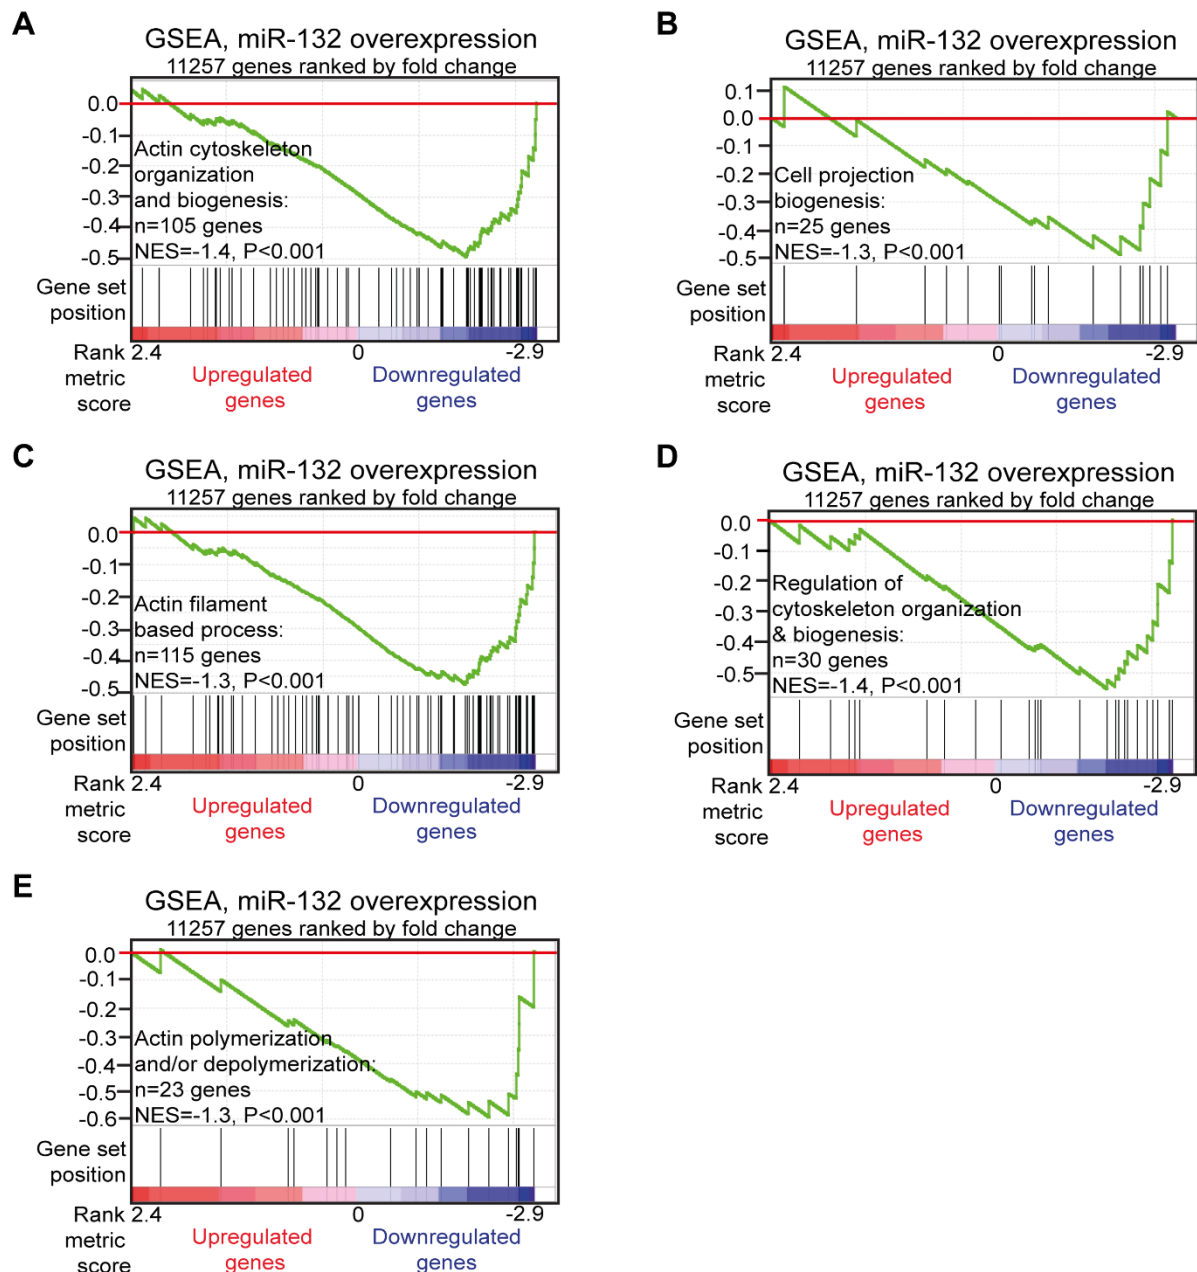 A
GSEA, miR-132 overexpression
11257 genes ranked by fold change
0.0
-0.1
-0.2
-0.3
-0.4
-0.5
Actin cytoskeleton
organization
and biogenesis:
n=105 genes
NES=-1.4, P<0.001
Gene set
position
Rank
metric
score
2.4
0
-2.9
Upregulated
genes
Downregulated
genes
B
GSEA, miR-132 overexpression
11257 genes ranked by fold change
0.1
0.0
-0.1
-0.2
-0.3
-0.4
-0.5
Cell projection
biogenesis:
n=25 genes
NES=-1.3, P<0.001
Gene set
position
Rank
metric
score
2.4
0
-2.9
Upregulated
genes
Downregulated
genes
C
GSEA, miR-132 overexpression
11257 genes ranked by fold change
0.0
-0.1
-0.2
-0.3
-0.4
-0.5
Actin filament
based process:
n=115 genes
NES=-1.3, P<0.001
Gene set
position
Rank
metric
score
2.4
0
-2.9
Upregulated
genes
Downregulated
genes
D
GSEA, miR-132 overexpression
11257 genes ranked by fold change
0.0
-0.1
-0.2
-0.3
-0.4
-0.5
Regulation of
cytoskeleton organization
& biogenesis:
n=30 genes
NES=-1.4, P<0.001
Gene set
position
Rank
metric
score
2.4
0
-2.9
Upregulated
genes
Downregulated
genes
E
GSEA, miR-132 overexpression
11257 genes ranked by fold change
0.0
-0.1
-0.2
-0.3
-0.4
-0.5
-0.6
Actin polymerization
and/or depolymerization:
n=23 genes
NES=-1.3, P<0.001
Gene set
position
Rank
metric
score
2.4
0
-2.9
Upregulated
genes
Downregulated
genes